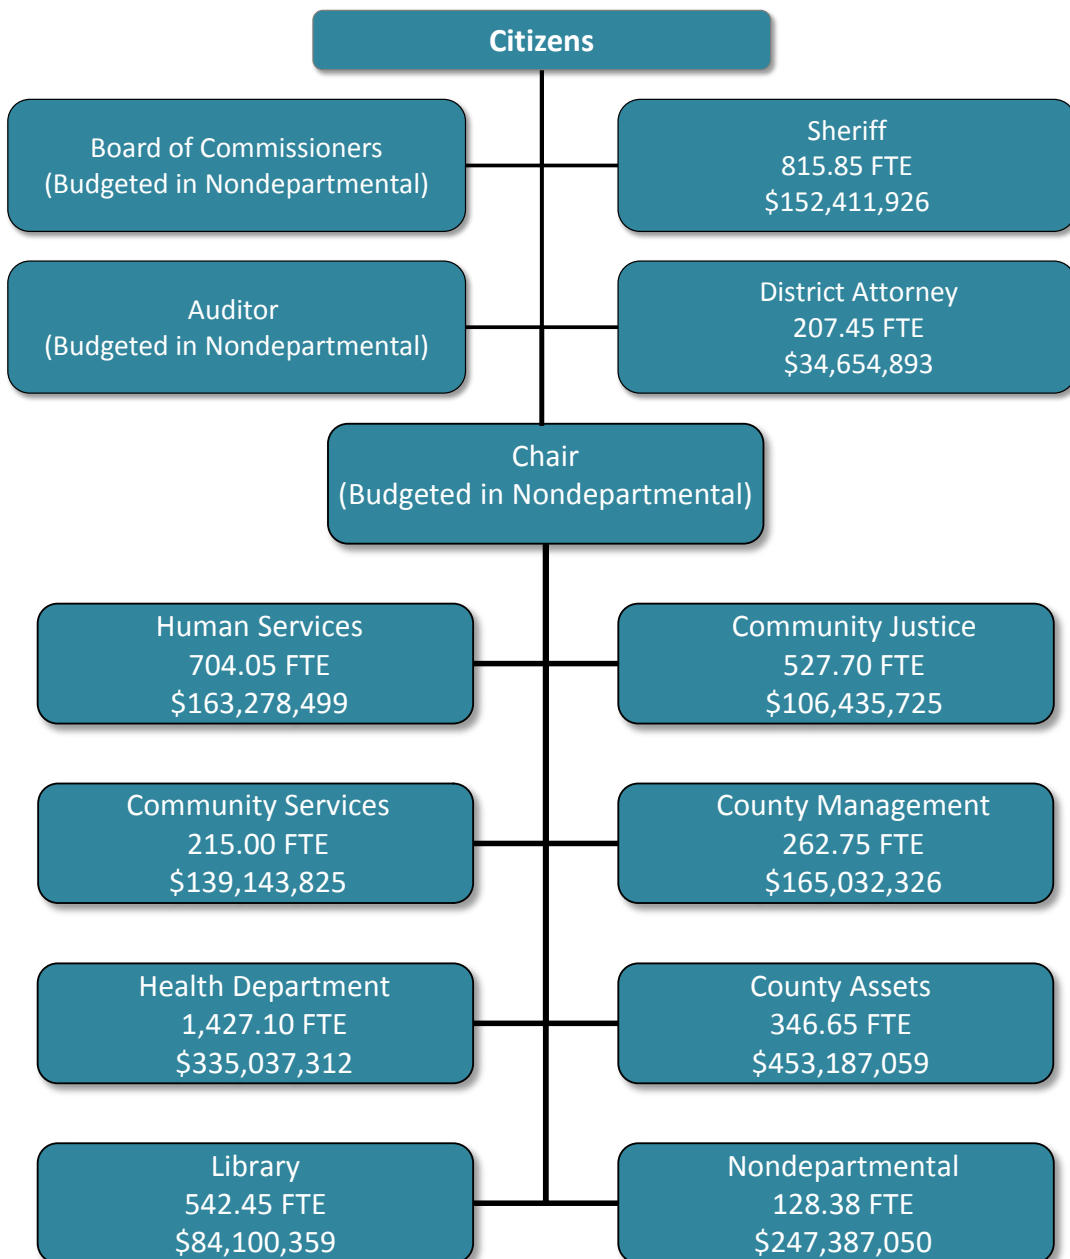 Citizens
Board of Commissioners
(Budgeted in Nondepartmental)
Sheriff
815.85 FTE
$152,411,926
Auditor
(Budgeted in Nondepartmental)
District Attorney
207.45 FTE
$34,654,893
Chair
(Budgeted in Nondepartmental)
Human Services
704.05 FTE
$163,278,499
Community Justice
527.70 FTE
$106,435,725
Community Services
215.00 FTE
$139,143,825
County Management
262.75 FTE
$165,032,326
Health Department
1,427.10 FTE
$335,037,312
County Assets
346.65 FTE
$453,187,059
Library
542.45 FTE
$84,100,359
Nondepartmental
128.38 FTE
$247,387,050